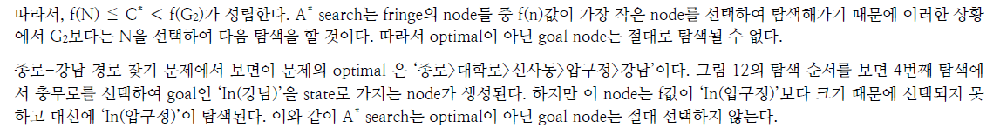 따라서, f(N) ≦ C* < f(G₂)가 성립한다. A* search는 fringe의 node들 중 f(n)값이 가장 작은 node를 선택하여 탐색해가기 때문에 이러한 상황
에서 G₂보다는 N을 선택하여 다음 탐색을 할 것이다. 따라서 optimal이 아닌 goal node는 절대로 탐색될 수 없다.
종로-강남 경로 찾기 문제에서 보면이 문제의 optimal 은 ‘종로>대학로>신사동>압구정>강남’이다. 그림 12의 탐색 순서를 보면 4번째 탐색에
서 충무로를 선택하여 goal인 ‘In(강남)’을 state로 가지는 node가 생성된다. 하지만 이 node는 f값이 ‘In(압구정)’보다 크기 때문에 선택되지 못
하고 대신에 ‘In(압구정)’이 탐색된다. 이와 같이 A* search는 optimal이 아닌 goal node는 절대 선택하지 않는다.